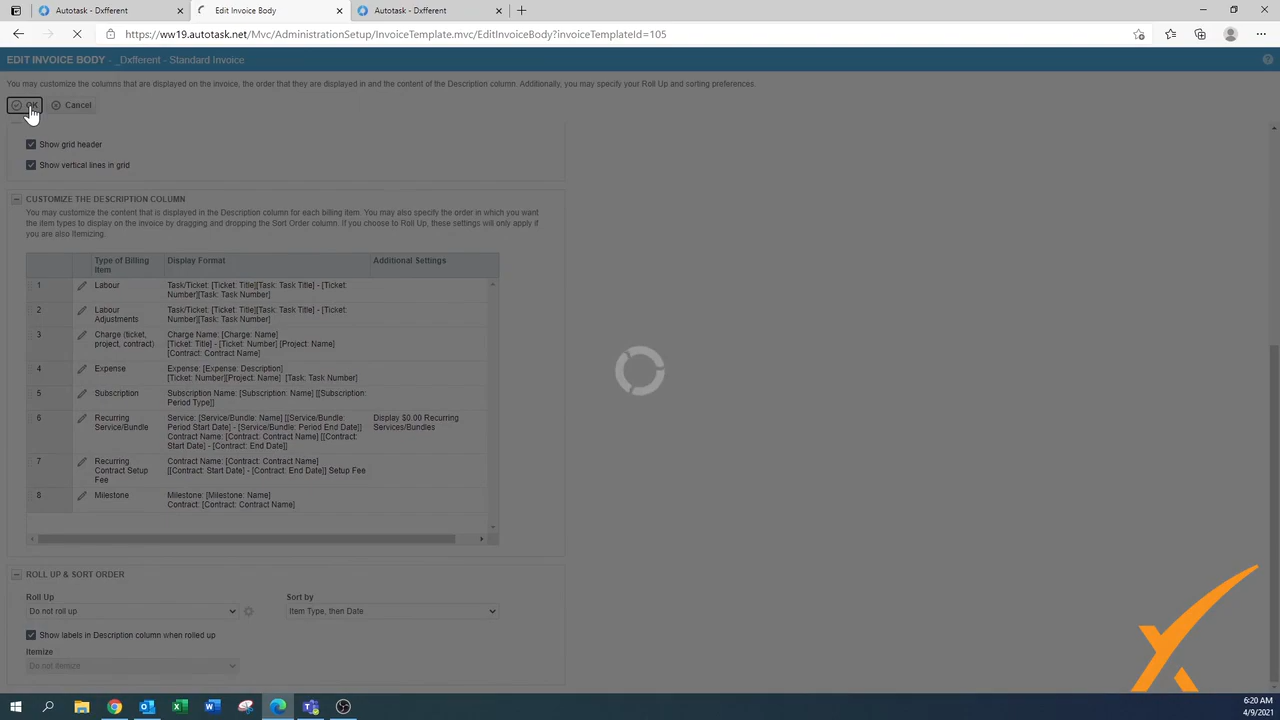 Autotask - Dxfferent
Edit Invoice Body
Autotask - Dxfferent
https://ww19.autotask.net/Mvc/AdministrationSetup/InvoiceTemplate.mvc/EditInvoiceBody?invoiceTemplateId=105
EDIT INVOICE BODY - _Dxfferent - Standard Invoice
You may customize the columns that are displayed on the invoice, the order that they are displayed in and the content of the Description column. Additionally, you may specify your Roll Up and sorting preferences.
OK
Cancel
Show grid header
Show vertical lines in grid
CUSTOMIZE THE DESCRIPTION COLUMN
You may customize the content that is displayed in the Description column for each billing item. You may also specify the order in which you want
the item types to display on the invoice by dragging and dropping the Sort Order column. If you choose to Roll Up, these settings will only apply if
you are also Itemizing.
Type of Billing Item
Display Format
Additional Settings
1
Labour
Task/Ticket: [Ticket: Title][Task: Task Title] - [Ticket:
Number][Task: Task Number]
2
Labour
Adjustments
Task/Ticket: [Ticket: Title][Task: Task Title] - [Ticket:
Number][Task: Task Number]
3
Charge (ticket,
project, contract)
Charge Name: [Charge: Name]
[Ticket: Title] - [Ticket: Number] [Project: Name]
[Contract: Contract Name]
4
Expense
Expense: [Expense: Description]
[Ticket: Number][Project: Name] [Task: Task Number]
5
Subscription
Subscription Name: [Subscription: Name] [[Subscription:
Period Type]]
6
Recurring
Service/Bundle
Service: [Service/Bundle: Name] [[Service/Bundle:
Period Start Date] - [Service/Bundle: Period End Date]]
Contract Name: [Contract: Contract Name] [[Contract:
Start Date] - [Contract: End Date]]
Display $0.00 Recurring
Services/Bundles
7
Recurring
Contract Setup
Fee
Contract Name: [Contract: Contract Name]
[[Contract: Start Date] - [Contract: End Date]] Setup Fee
8
Milestone
Milestone: [Milestone: Name]
Contract: [Contract: Contract Name]
ROLL UP & SORT ORDER
Roll Up
Sort by
Do not roll up
Item Type, then Date
Show labels in Description column when rolled up
Itemize
Do not itemize
6:20 AM
4/9/2021